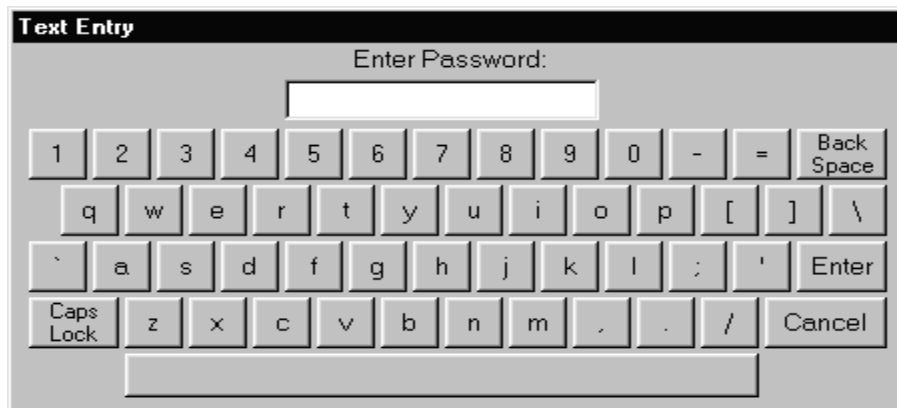 Text Entry
Enter Password:
1 2 3 4 5 6 7 8 9 0 - = Back Space
q w e r t y u i o p [ ] \
` a s d f g h j k l ; ' Enter
Caps Lock z x c v b n m , . / Cancel